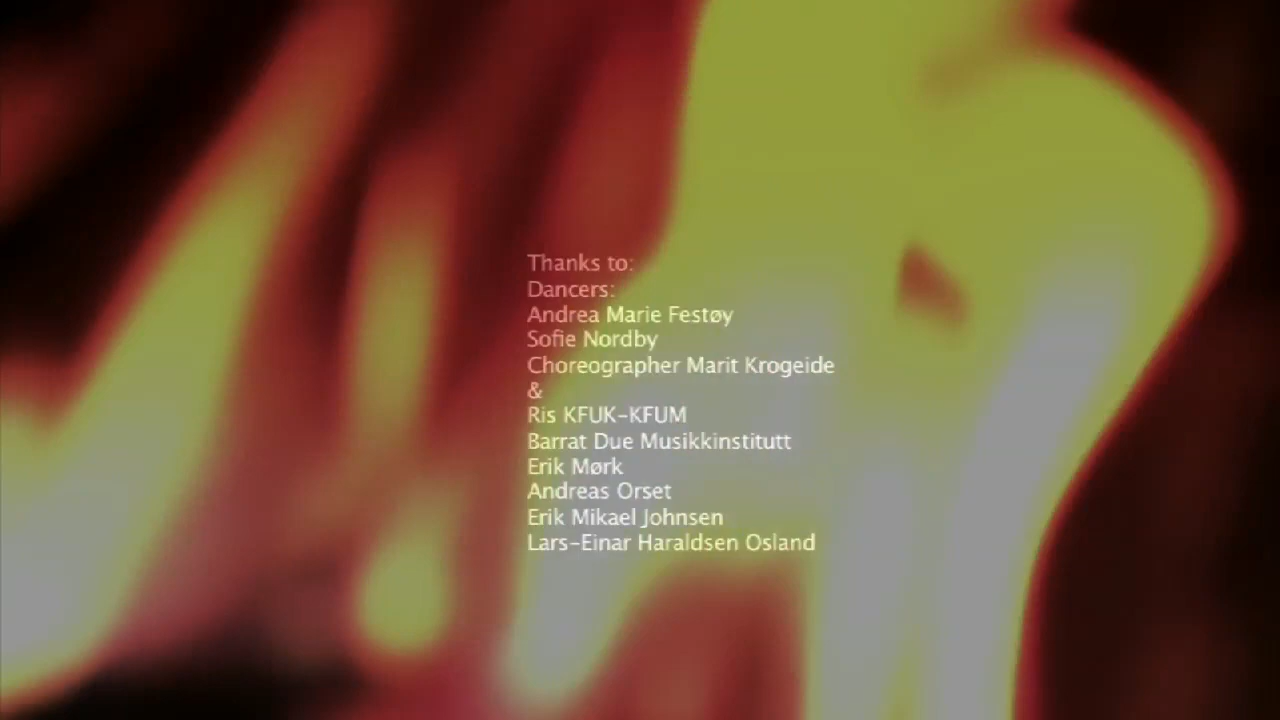 Thanks to:
Dancers:
Andrea Marie Festøy
Sofie Nordby
Choreographer Marit Krogeide
&
Ris KFUK-KFUM
Barrat Due Musikkinstitutt
Erik Mørk
Andreas Orset
Erik Mikael Johnsen
Lars-Einar Haraldsen Osland